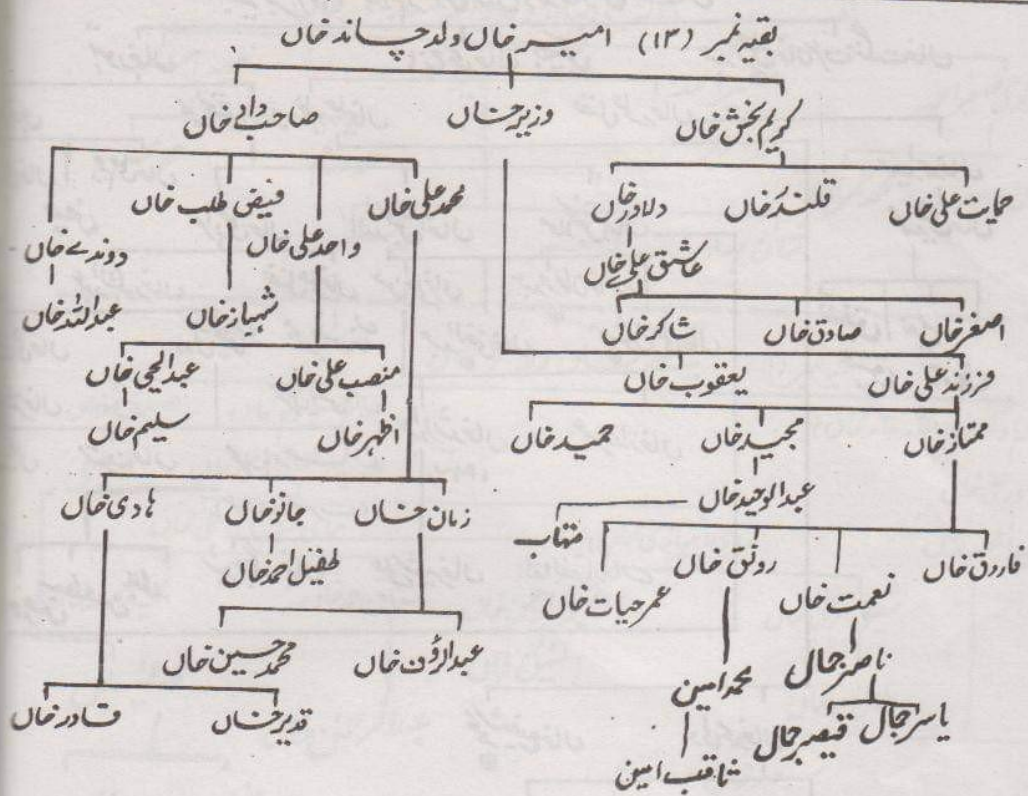 بقیہ نمبر (۱۳) امیر خاں ولد چاند خاں
کریم بخش خاں وزیر خاں صاحب دالے خاں
حمایت علی خاں قلندر خاں دلاور خاں محمد علی خاں فیض طلب خاں
واحد علی خاں دوندے خاں
عاشق علی خاں
شہباز خاں عبداللہ خاں
اصغر خاں صادق خاں شاکر خاں
فرزند علی خاں یعقوب خاں منصب علی خاں عبدالحی خاں
ممتاز خاں مجید خاں حمید خاں اظہر خاں سلیم خاں
عبدالوحید خاں زمان خاں جانو خاں ہادی خاں
مہتاب
فاروق خاں نعمت خاں رونق خاں عمر حیات خاں طفیل احمد خاں
ناصر جمال محمد امین عبدالرؤف خاں محمد حسین خاں
یاسر جمال قیصر جمال قدیر خاں قادر خاں
ثاقب امین